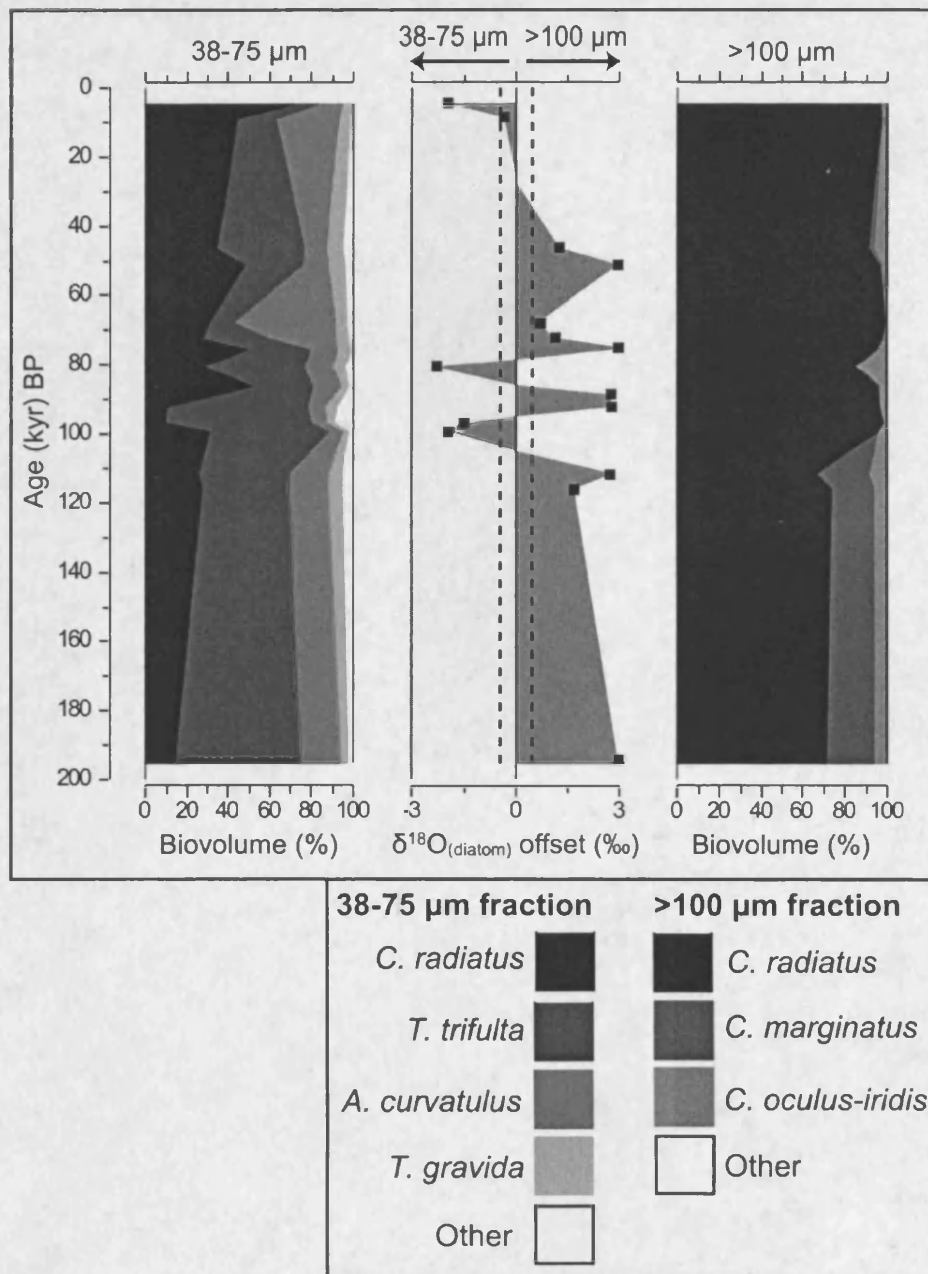 38-75 µm >100 µm
38-75 µm
>100 µm
Age (kyr) BP
0
20
40
60
80
100
120
140
160
180
200
0 20 40 60 80 100
Biovolume (%)
-3 0 3
δ18O(diatom) offset (‰)
0 20 40 60 80 100
Biovolume (%)
38-75 µm fraction
C. radiatus
T. trifulta
A. curvatulus
T. gravida
Other
>100 µm fraction
C. radiatus
C. marginatus
C. oculus-iridis
Other